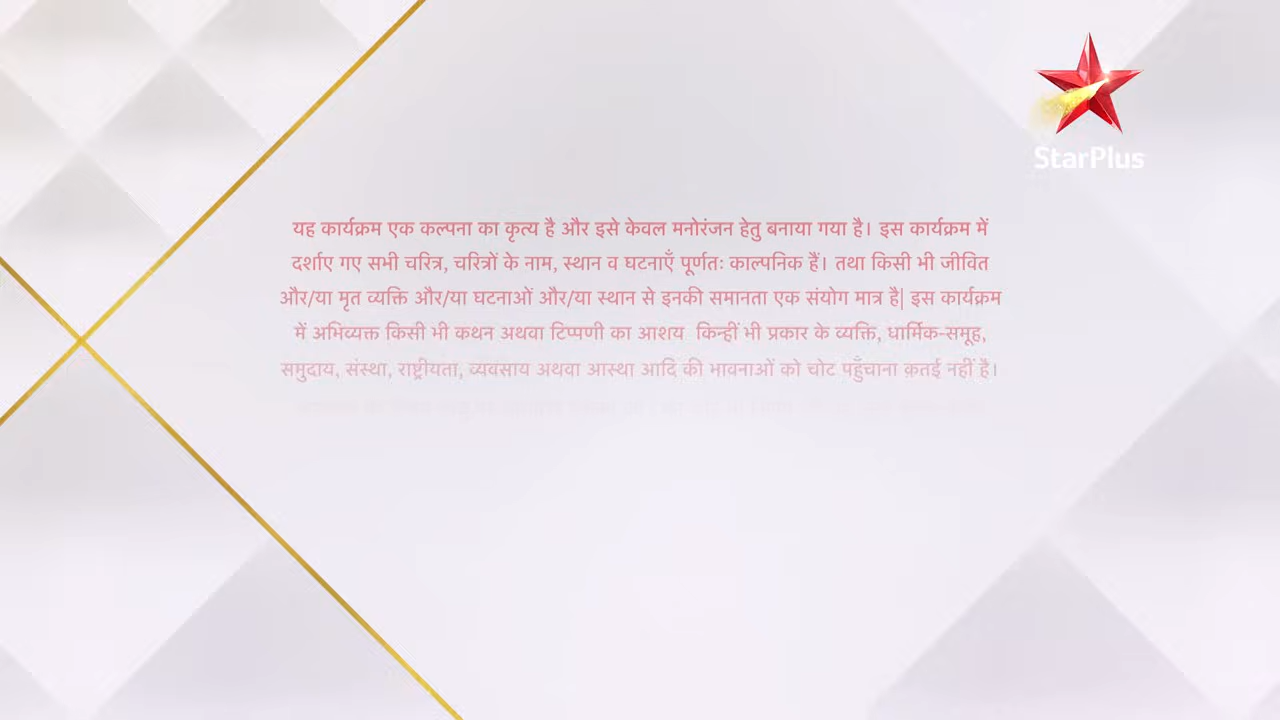 StarPlus
यह कार्यक्रम एक कल्पना का कृत्य है और इसे केवल मनोरंजन हेतु बनाया गया है। इस कार्यक्रम में
दर्शाए गए सभी चरित्र, चरित्रों के नाम, स्थान व घटनाएँ पूर्णतः काल्पनिक हैं। तथा किसी भी जीवित
और/या मृत व्यक्ति और/या घटनाओं और/या स्थान से इनकी समानता एक संयोग मात्र है| इस कार्यक्रम
में अभिव्यक्त किसी भी कथन अथवा टिप्पणी का आशय किन्हीं भी प्रकार के व्यक्ति, धार्मिक-समूह,
समुदाय, संस्था, राष्ट्रीयता, व्यवसाय अथवा आस्था आदि की भावनाओं को चोट पहुँचाना क़तई नहीं है।